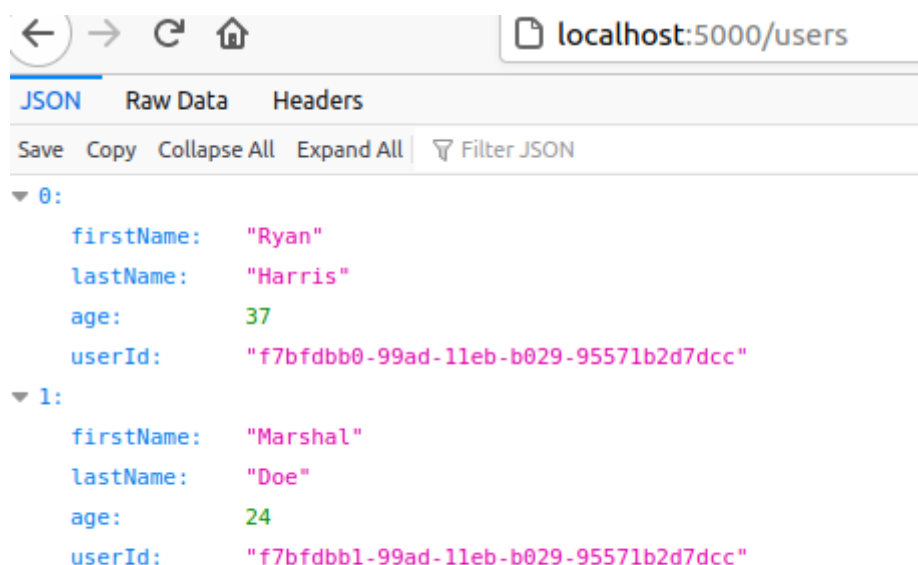 localhost:5000/users
JSON Raw Data Headers
Save Copy Collapse All Expand All Filter JSON
0:
firstName: "Ryan"
lastName: "Harris"
age: 37
userId: "f7bfdbb0-99ad-11eb-b029-95571b2d7dcc"
1:
firstName: "Marshal"
lastName: "Doe"
age: 24
userId: "f7bfdbb1-99ad-11eb-b029-95571b2d7dcc"